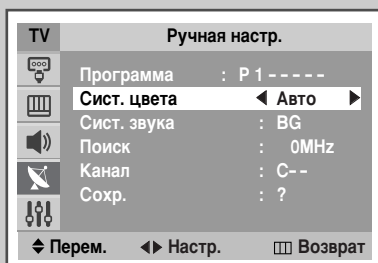 TV Ручная настр.
Программа : P 1 - - - - -
Сист. цвета ◀ Авто ▶
Сист. звука : BG
Поиск : 0MHz
Канал : C- -
Сохр. : ?
Перем. Настр. Возврат